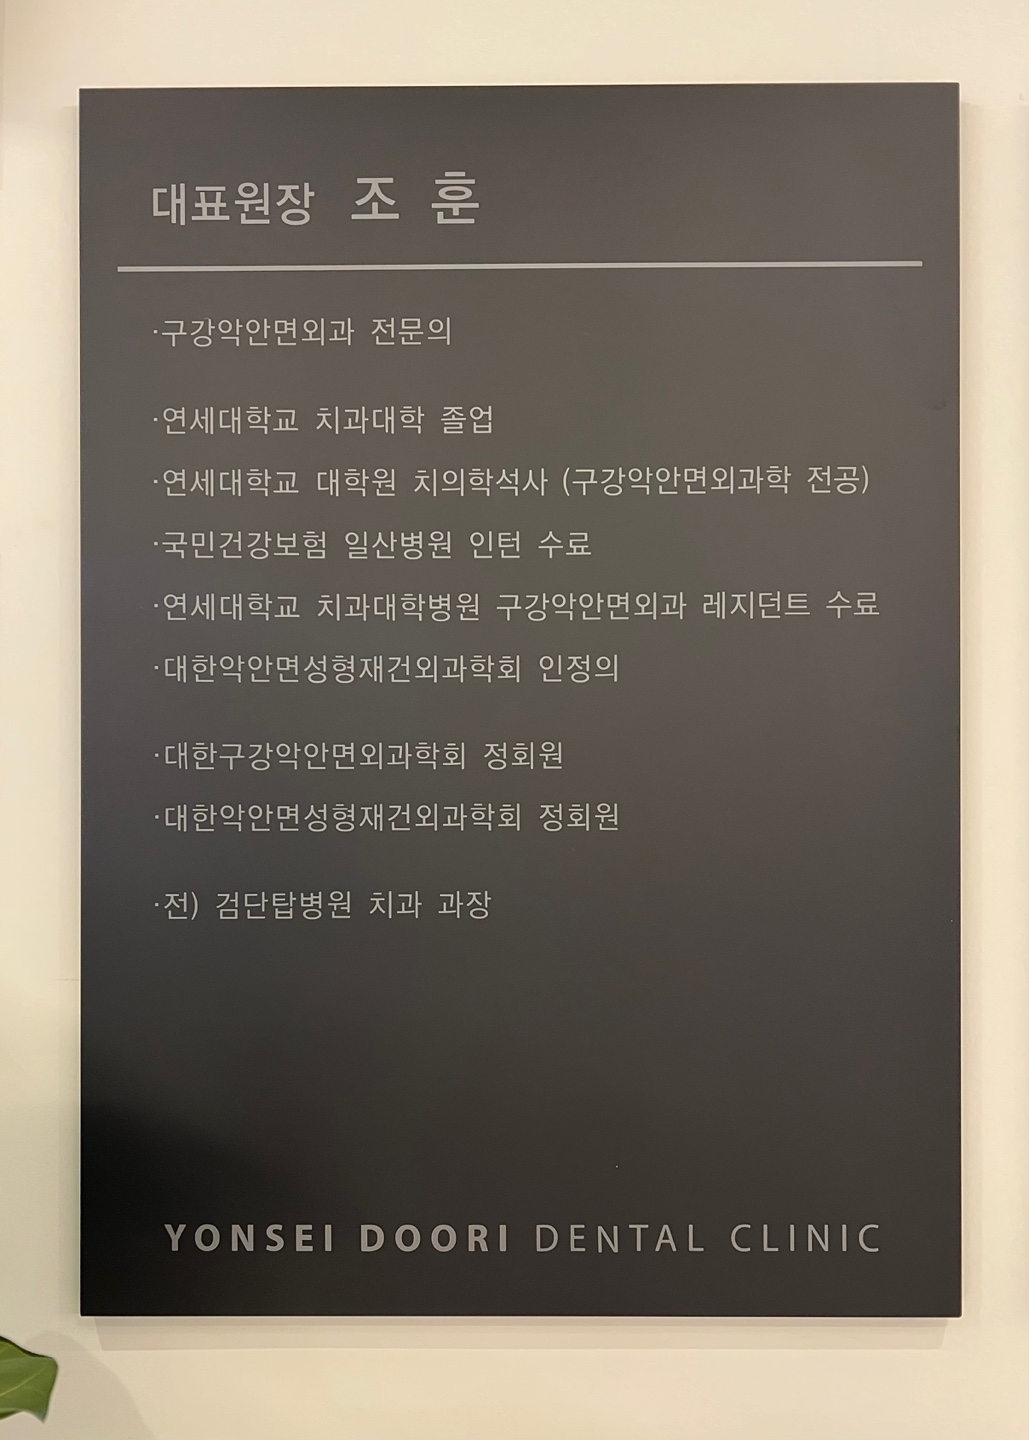 대표원장 조 훈
·구강악안면외과 전문의
·연세대학교 치과대학 졸업
·연세대학교 대학원 치의학석사 (구강악안면외과학 전공)
·국민건강보험 일산병원 인턴 수료
·연세대학교 치과대학병원 구강악안면외과 레지던트 수료
·대한악안면성형재건외과학회 인정의
·대한구강악안면외과학회 정회원
·대한악안면성형재건외과학회 정회원
·전) 검단탑병원 치과 과장
YONSEI DOORI DENTAL CLINIC